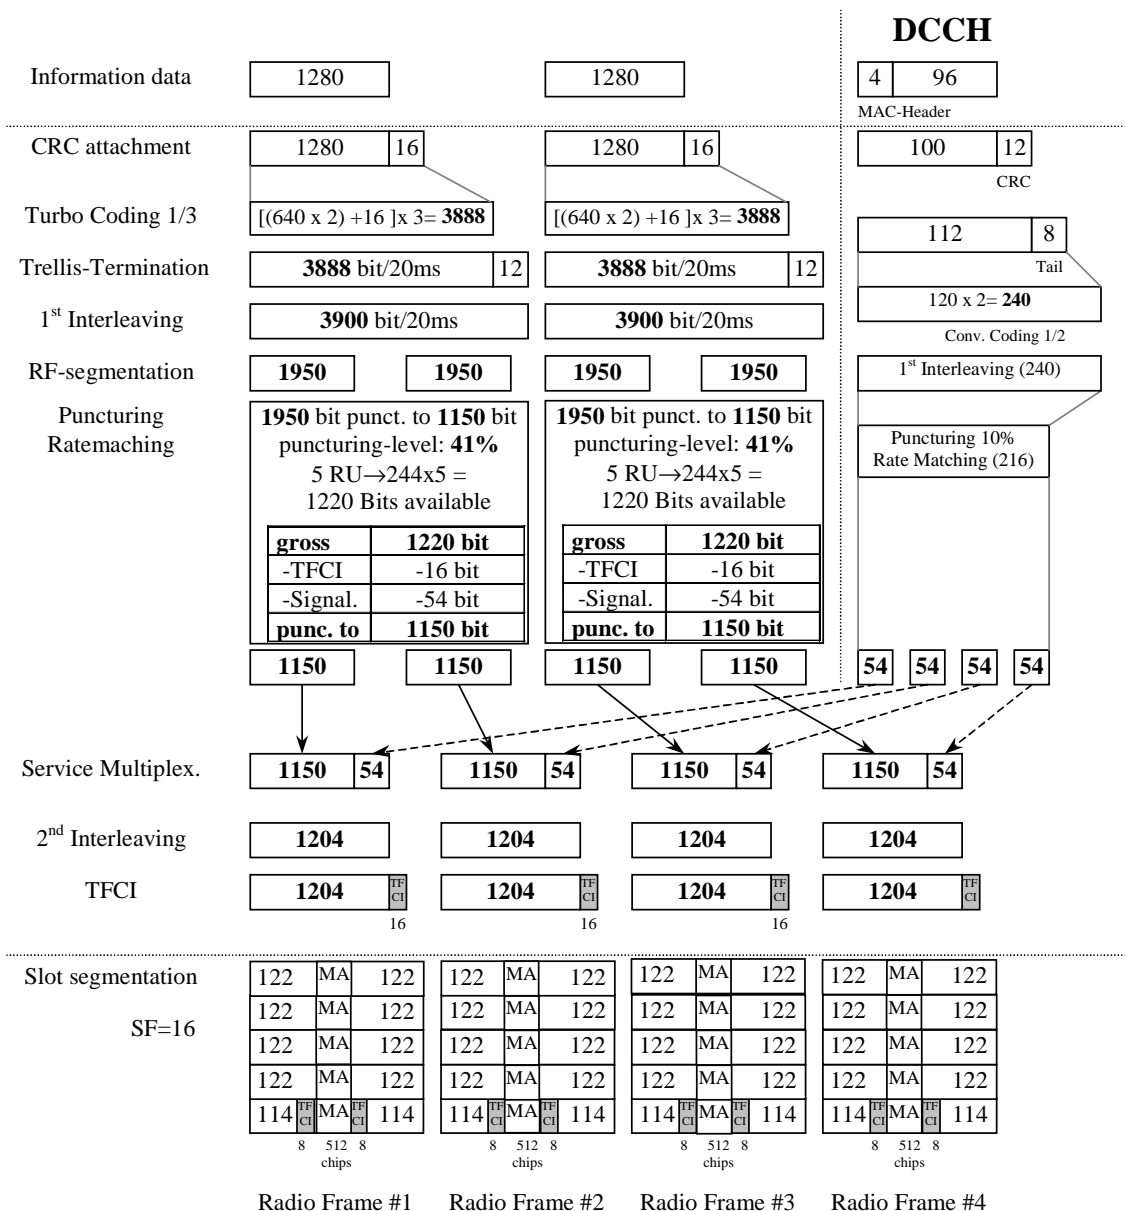 DCCH
Information data 1280 1280 4 96
MAC-Header
CRC attachment 1280 16 1280 16 100 12
CRC
Turbo Coding 1/3 [(640 x 2) +16 ]x 3= 3888 [(640 x 2) +16 ]x 3= 3888
112 8
Trellis-Termination 3888 bit/20ms 12 3888 bit/20ms 12
Tail
120 x 2= 240
1st Interleaving 3900 bit/20ms 3900 bit/20ms
Conv. Coding 1/2
RF-segmentation 1950 1950 1950 1950 1st Interleaving (240)
Puncturing
Ratemaching
1950 bit punct. to 1150 bit
puncturing-level: 41%
5 RU→244x5 =
1220 Bits available
gross 1220 bit
-TFCI -16 bit
-Signal. -54 bit
punc. to 1150 bit
1950 bit punct. to 1150 bit
puncturing-level: 41%
5 RU→244x5 =
1220 Bits available
gross 1220 bit
-TFCI -16 bit
-Signal. -54 bit
punc. to 1150 bit
Puncturing 10%
Rate Matching (216)
1150 1150 1150 1150 54 54 54 54
Service Multiplex. 1150 54 1150 54 1150 54 1150 54
2nd Interleaving 1204 1204 1204 1204
TFCI 1204 TF CI 1204 TF CI 1204 TF CI 1204 TF CI
16 16 16
Slot segmentation 122 MA 122 122 MA 122 122 MA 122 122 MA 122
SF=16 122 MA 122 122 MA 122 122 MA 122 122 MA 122
122 MA 122 122 MA 122 122 MA 122 122 MA 122
122 MA 122 122 MA 122 122 MA 122 122 MA 122
114 TF CI MA TF CI 114 114 TF CI MA TF CI 114 114 TF CI MA TF CI 114 114 TF CI MA TF CI 114
8 512 8 8 512 8 8 512 8 8 512 8
chips chips chips chips
Radio Frame #1 Radio Frame #2 Radio Frame #3 Radio Frame #4